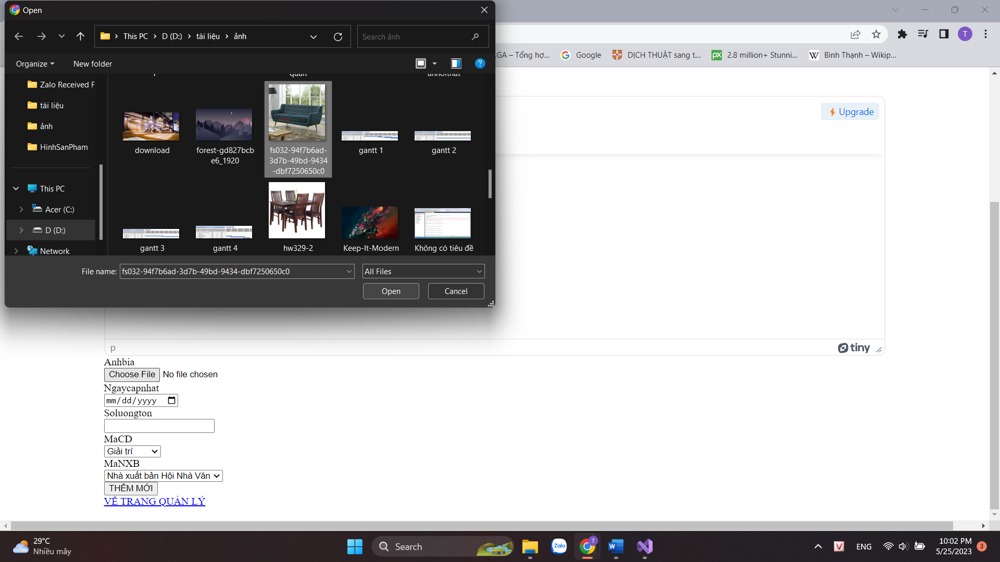 Open
This PC
D (D:)
tài liệu
ảnh
Search ảnh
Organize
New folder
LGA – Tổng hợ...
Google
DỊCH THUẬT sang t...
2.8 million+ Stunni...
Bình Thạnh – Wikip...
T
Zalo Received F
tài liệu
ảnh
HinhSanPham
This PC
Acer (C:)
D (D:)
Network
quan
anhnoithat
download
forest-gd827bcb
e6_1920
fs032-94f7b6ad-
3d7b-49bd-9434
-dbf7250650c0
gantt 1
gantt 2
gantt 3
gantt 4
hw329-2
Keep-It-Modern
Không có tiêu đề
File name:
fs032-94f7b6ad-3d7b-49bd-9434-dbf7250650c0
All Files
Open
Cancel
Upgrade
p
tiny
Anhbia
Choose File No file chosen
Ngaycapnhat
mm/dd/yyyy
Soluongton
MaCD
Giải trí
MaNXB
Nhà xuất bản Hội Nhà Văn
THÊM MỚI
VỀ TRANG QUẢN LÝ
29°C
Nhiều mây
Search
Zalo
ENG
10:02 PM
5/25/2023
3